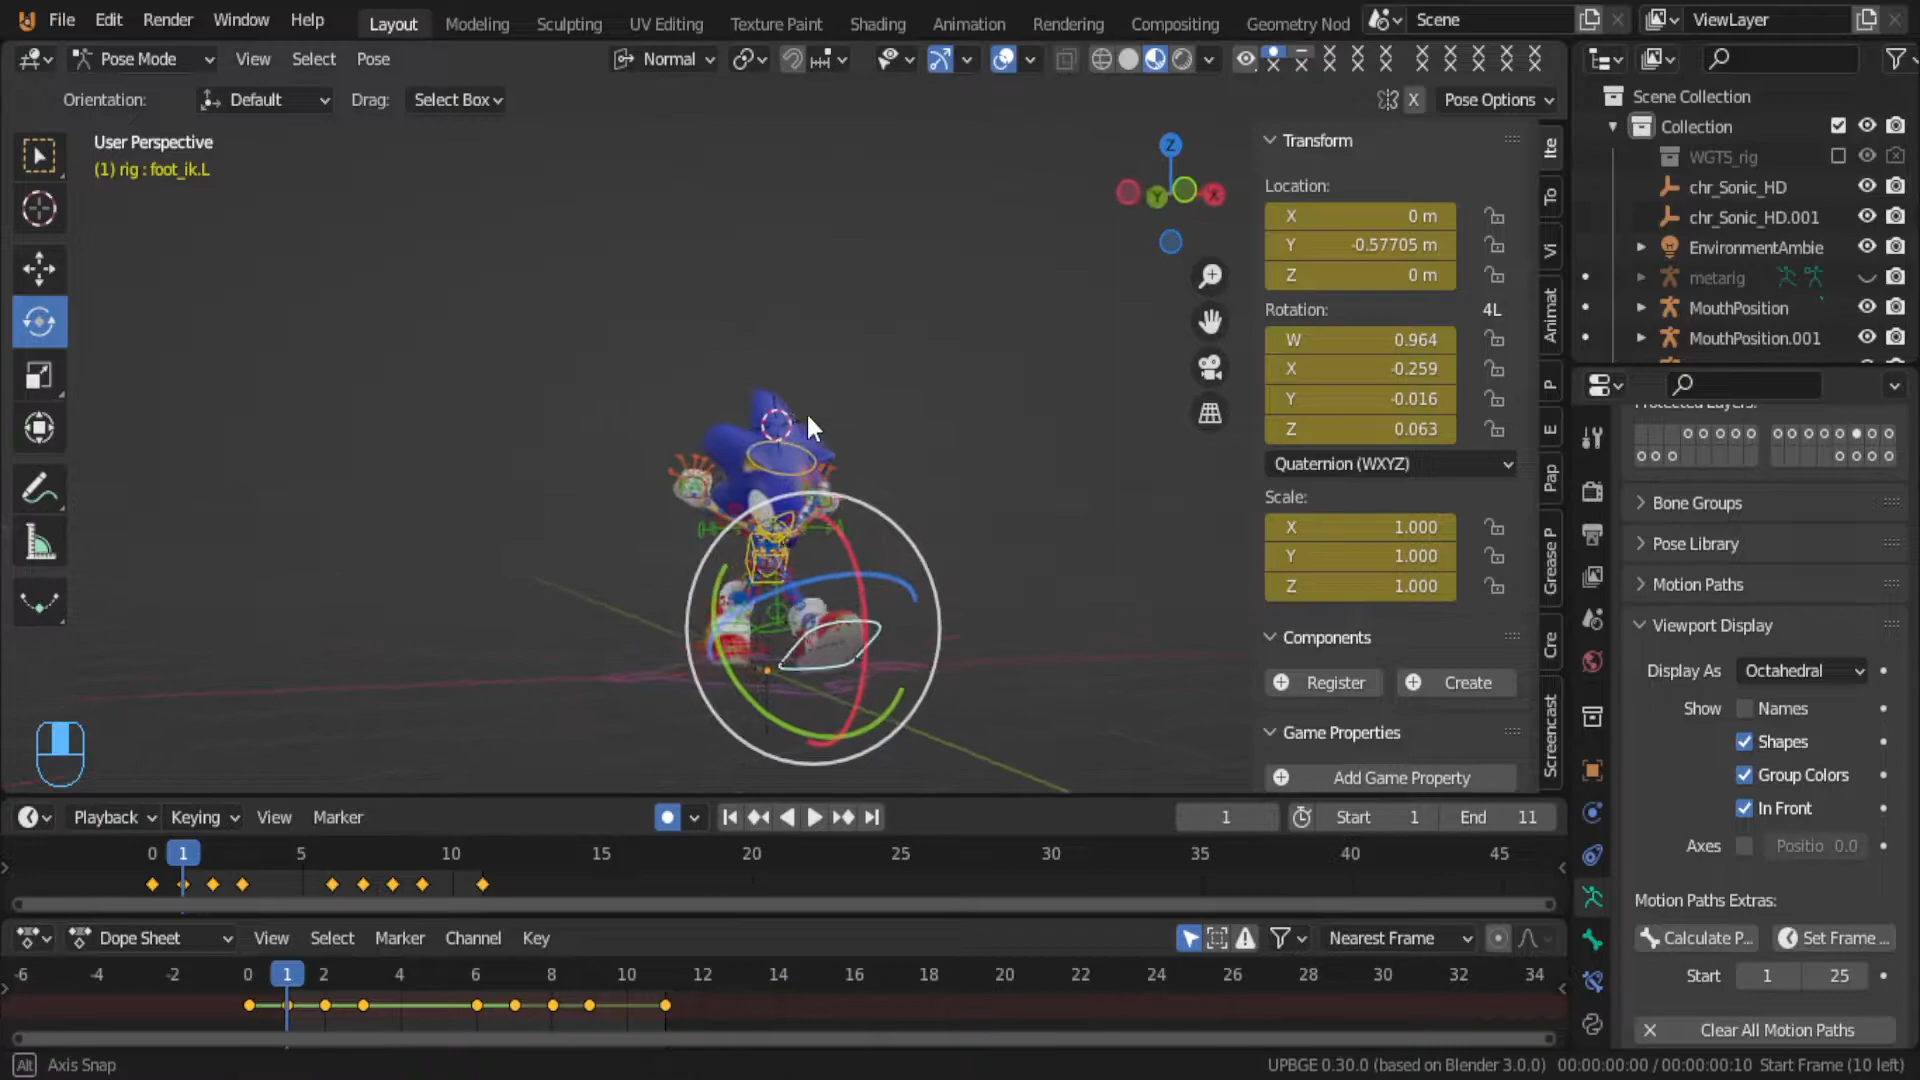 File Edit Render Window Help Layout Modeling Sculpting UV Editing Texture Paint Shading Animation Rendering Compositing Geometry Nod Scene ViewLayer
Pose Mode View Select Pose Normal
Orientation: Default Drag: Select Box X Pose Options
User Perspective
(1) rig : foot_ik.L
Z
Y
X
Transform
Location:
X 0 m
Y -0.57705 m
Z 0 m
Rotation: 4L
W 0.964
X -0.259
Y -0.016
Z 0.063
Quaternion (WXYZ)
Scale:
X 1.000
Y 1.000
Z 1.000
Components
Register Create
Game Properties
Add Game Property
Ite
To
Vi
Animat
P
E
Pap
Grease P
Cre
Screencast
Scene Collection
Collection
WGTS_rig
chr_Sonic_HD
chr_Sonic_HD.001
EnvironmentAmbie
metarig
MouthPosition
MouthPosition.001
Protected Layers:
Bone Groups
Pose Library
Motion Paths
Viewport Display
Display As Octahedral
Show Names
Shapes
Group Colors
In Front
Axes Positio 0.0
Motion Paths Extras:
Calculate P... Set Frame ...
Start 1 25
Clear All Motion Paths
Playback Keying View Marker 1 Start 1 End 11
0 1 5 10 15 20 25 30 35 40 45
Dope Sheet View Select Marker Channel Key Nearest Frame
-6 -4 -2 0 1 2 4 6 8 10 12 14 16 18 20 22 24 26 28 30 32 34
Alt Axis Snap UPBGE 0.30.0 (based on Blender 3.0.0) 00:00:00:00 / 00:00:00:10 Start Frame (10 left)